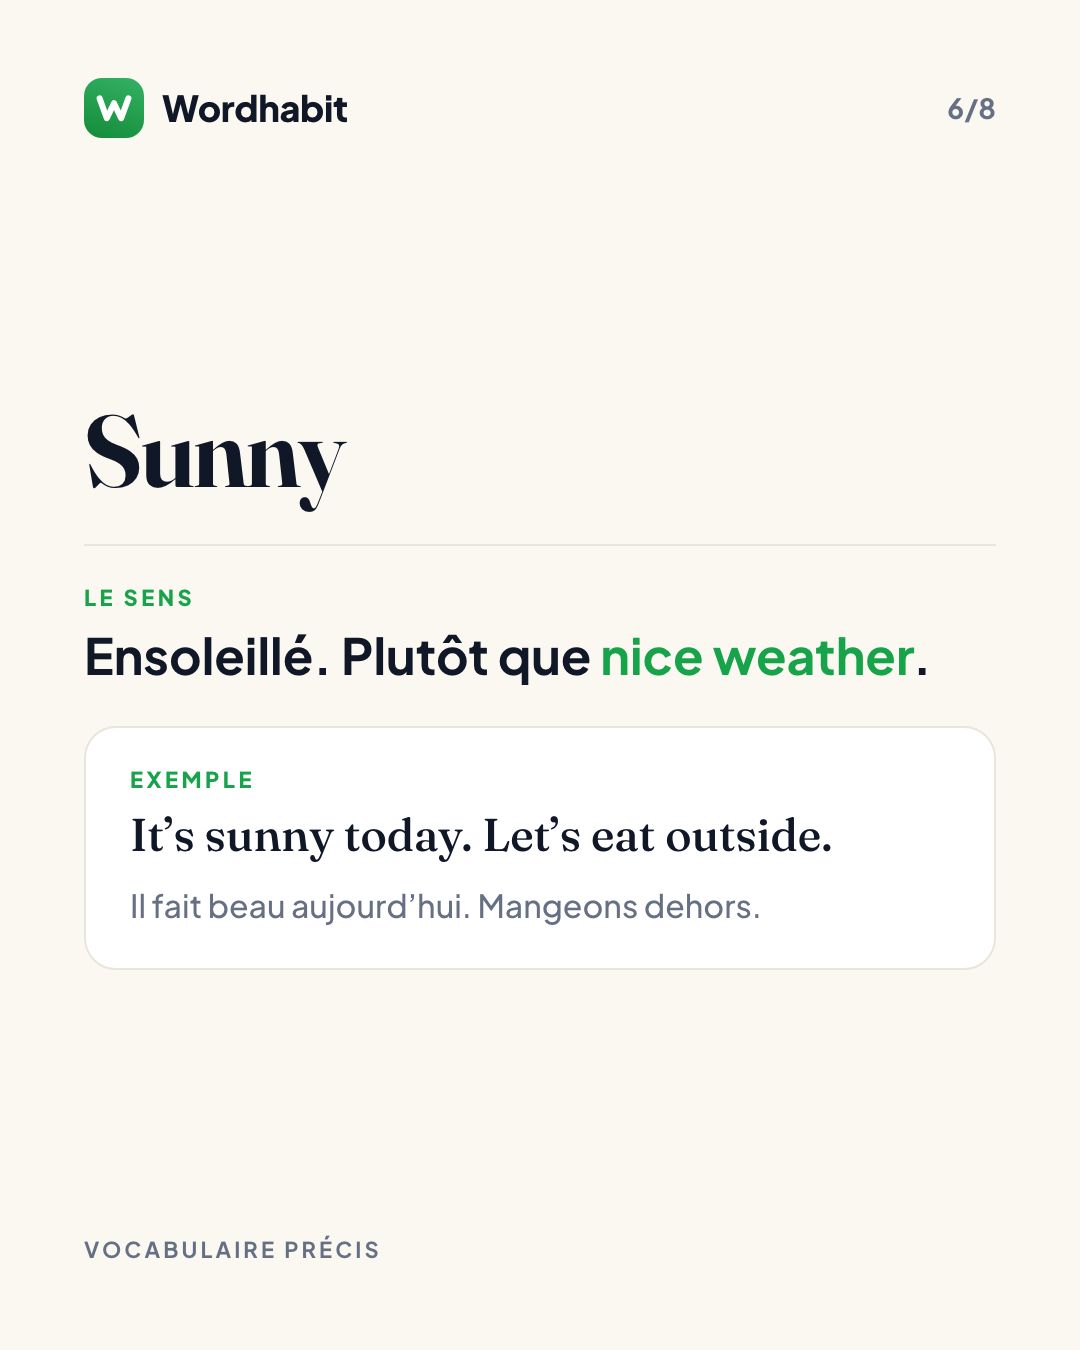 Wordhabit
6/8
Sunny
LE SENS
Ensoleillé. Plutôt que nice weather.
EXEMPLE
It’s sunny today. Let’s eat outside.
Il fait beau aujourd’hui. Mangeons dehors.
VOCABULAIRE PRÉCIS